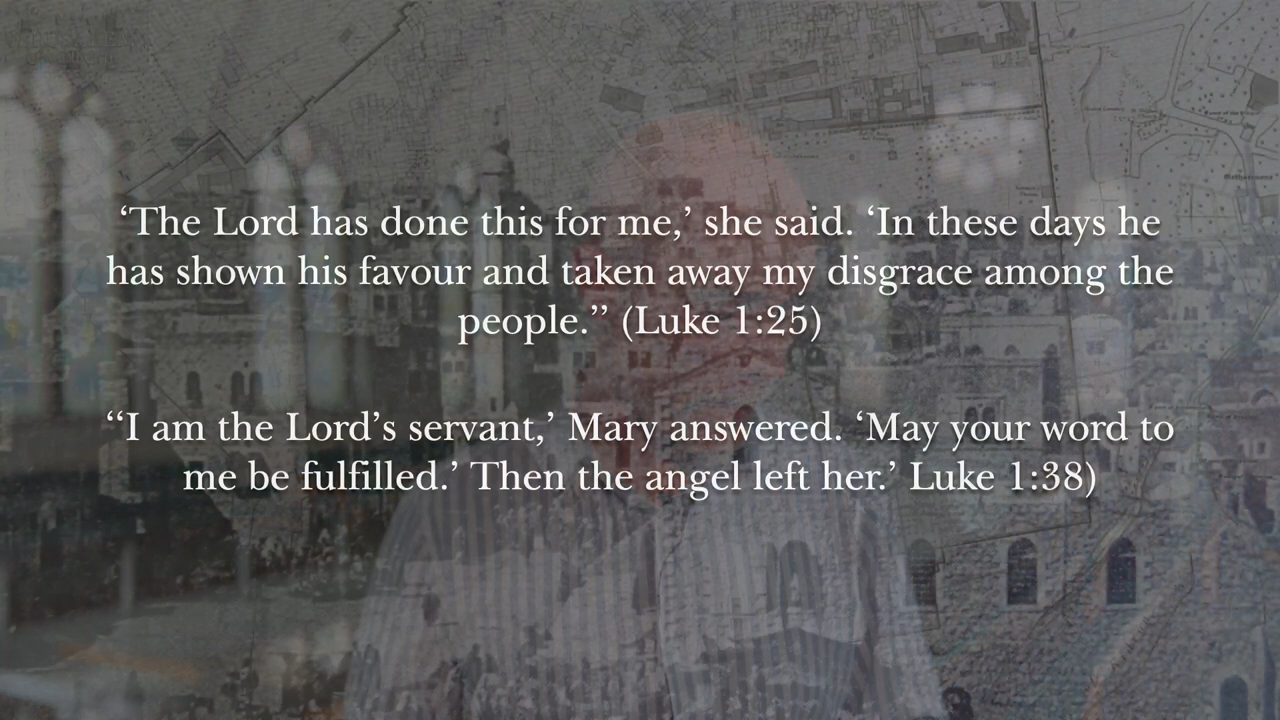 ‘The Lord has done this for me,’ she said. ‘In these days he
has shown his favour and taken away my disgrace among the
people.’’ (Luke 1:25)
‘‘I am the Lord’s servant,’ Mary answered. ‘May your word to
me be fulfilled.’ Then the angel left her.’ Luke 1:38)